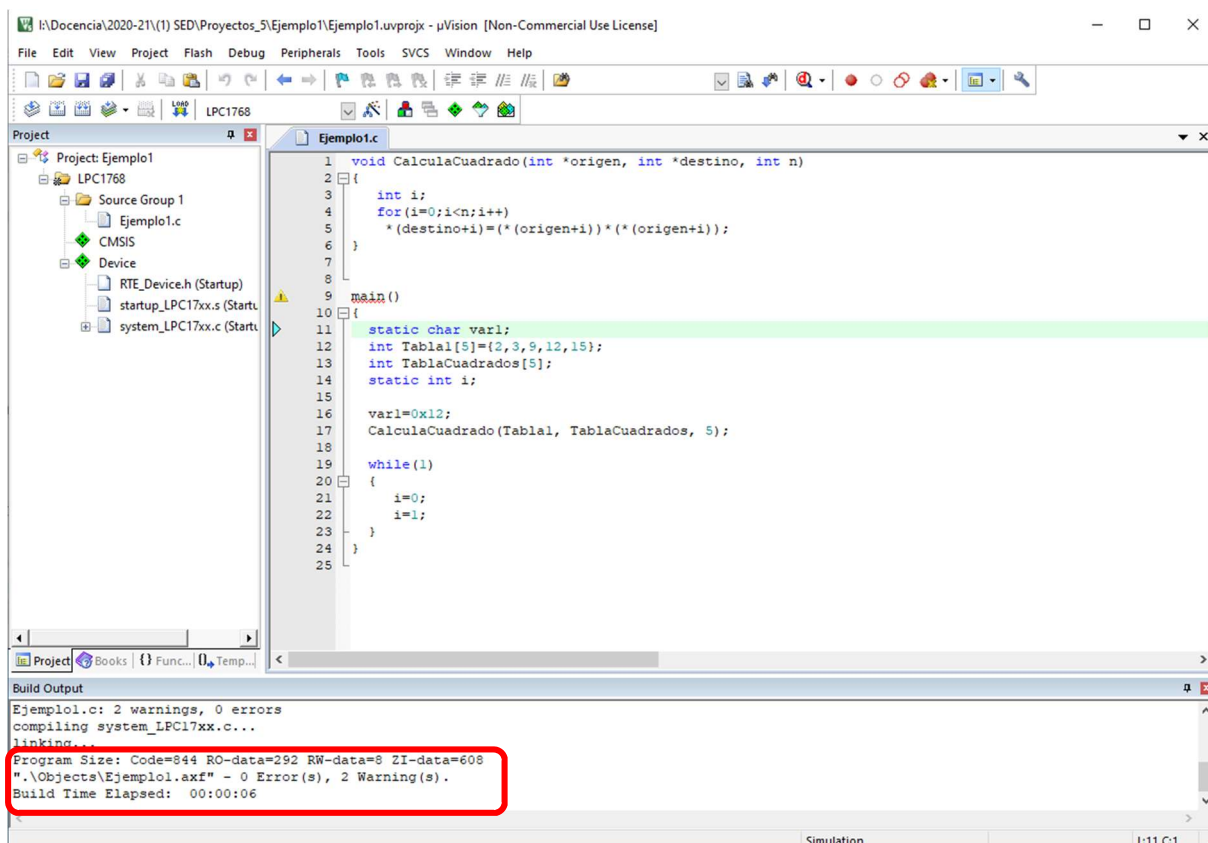 I:\Docencia\2020-21\(1) SED\Proyectos_5\Ejemplo1\Ejemplo1.uvprojx - µVision [Non-Commercial Use License]
File Edit View Project Flash Debug Peripherals Tools SVCS Window Help
LOAD
LPC1768
Project
Project: Ejemplo1
LPC1768
Source Group 1
Ejemplo1.c
CMSIS
Device
RTE_Device.h (Startup)
startup_LPC17xx.s (Startu
system_LPC17xx.c (Startu
Project Books {} Func... Temp...
Ejemplo1.c
1 void CalculaCuadrado(int *origen, int *destino, int n)
2 {
3 int i;
4 for(i=0;i<n;i++)
5 *(destino+i)=(*(origen+i))*(*(origen+i));
6 }
7
8
9 main()
10 {
11 static char var1;
12 int Tabla1[5]={2,3,9,12,15};
13 int TablaCuadrados[5];
14 static int i;
15
16 var1=0x12;
17 CalculaCuadrado(Tabla1, TablaCuadrados, 5);
18
19 while(1)
20 {
21 i=0;
22 i=1;
23 }
24 }
25
Build Output
Ejemplo1.c: 2 warnings, 0 errors
compiling system_LPC17xx.c...
linking...
Program Size: Code=844 RO-data=292 RW-data=8 ZI-data=608
".\Objects\Ejemplo1.axf" - 0 Error(s), 2 Warning(s).
Build Time Elapsed: 00:00:06
Simulation
L:11 C:1